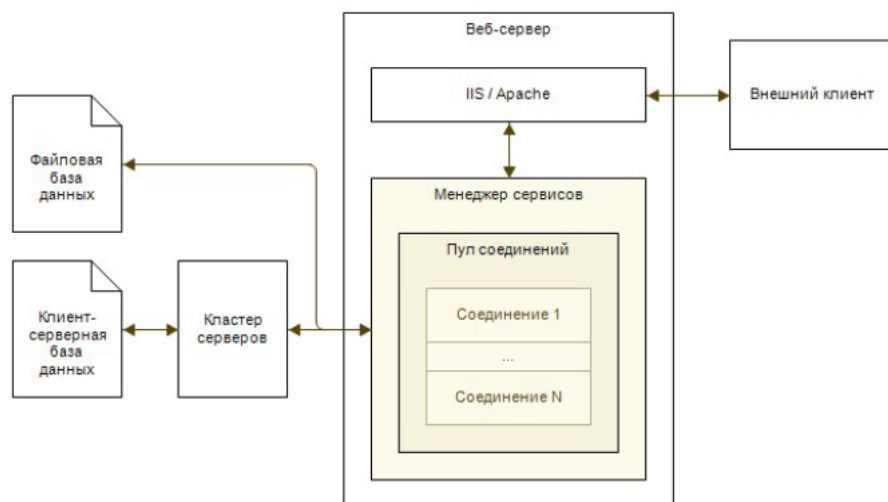 Веб-сервер
IIS / Apache
Внешний клиент
Файловая
база
данных
Менеджер сервисов
Пул соединений
Соединение 1
...
Соединение N
Клиент-
серверная
база
данных
Кластер
серверов